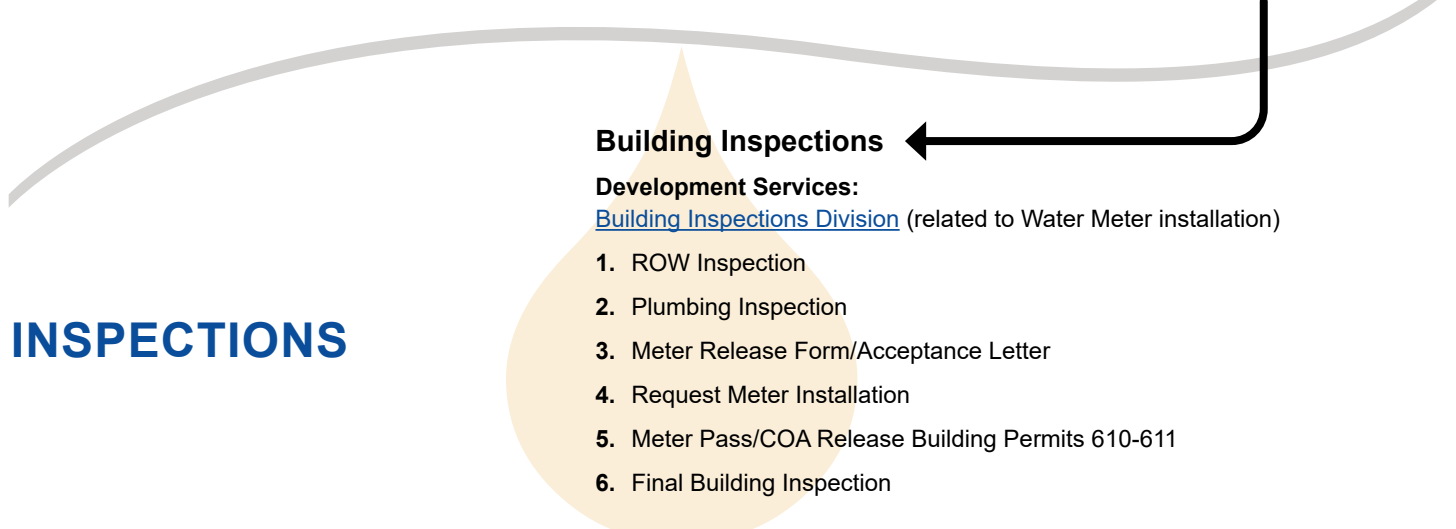 Building Inspections
Development Services:
Building Inspections Division (related to Water Meter installation)
1. ROW Inspection
2. Plumbing Inspection
INSPECTIONS
3. Meter Release Form/Acceptance Letter
4. Request Meter Installation
5. Meter Pass/COA Release Building Permits 610-611
6. Final Building Inspection